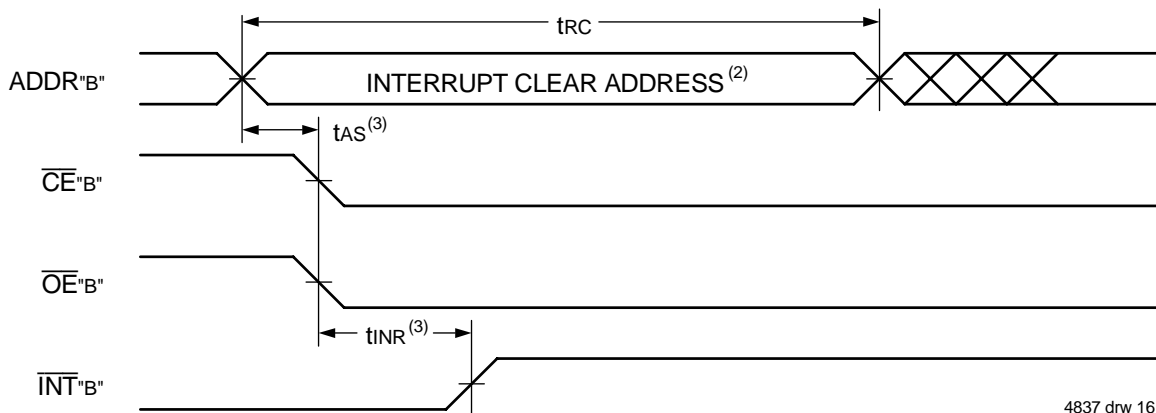 tRC
ADDR"B"
INTERRUPT CLEAR ADDRESS(2)
tAS(3)
CE"B"
OE"B"
tINR(3)
INT"B"
4837 drw 16